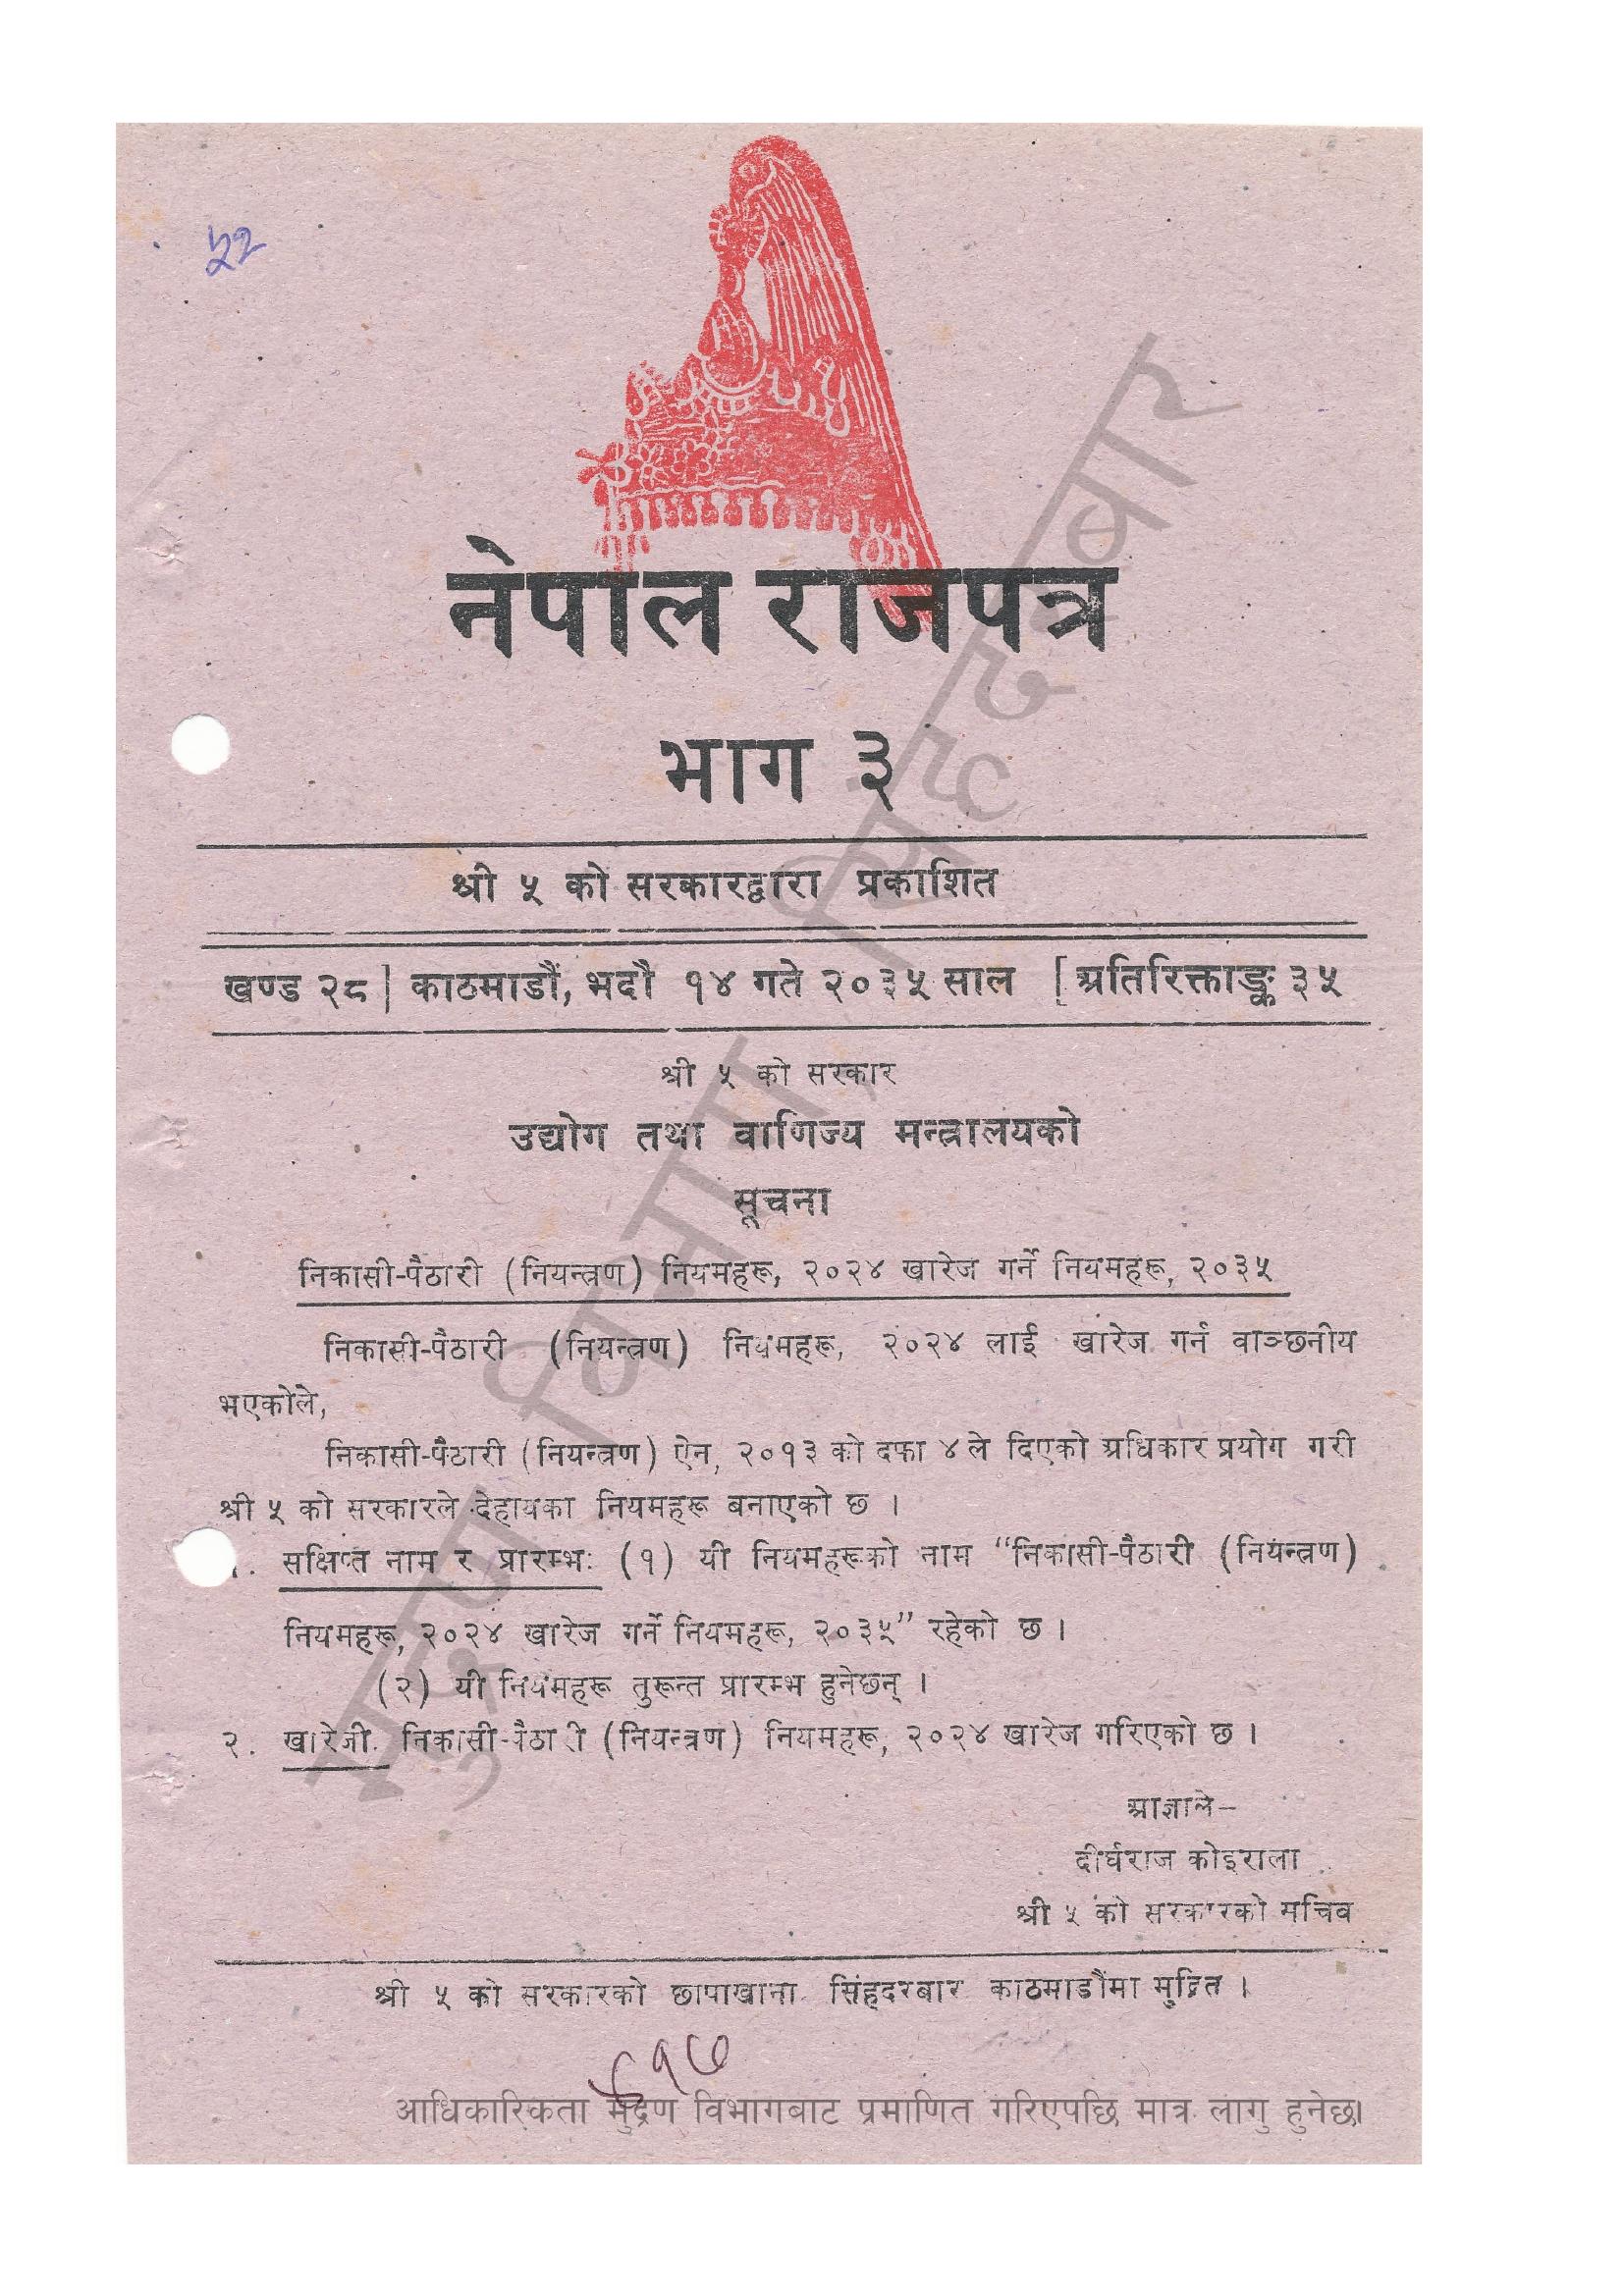 ५२
नेपाल राजपत्र
भाग ३
श्री ५ को सरकारद्वारा प्रकाशित
खण्ड २८] काठमाडौं, भदौ १४ गते २०३५ साल [अतिरिक्ताङ्क ३५
श्री ५ को सरकार
उद्योग तथा वाणिज्य मन्त्रालयको
सूचना
निकासी-पैठारी (नियन्त्रण) नियमहरू, २०२४ खारेज गर्ने नियमहरू, २०३५
निकासी-पैठारी (नियन्त्रण) नियमहरू, २०२४ लाई खारेज गर्न वाञ्छनीय
भएकोले,
निकासी-पैठारी (नियन्त्रण) ऐन, २०१३ को दफा ४ ले दिएको अधिकार प्रयोग गरी
श्री ५ को सरकारले देहायका नियमहरू बनाएको छ ।
सक्षिप्त नाम र प्रारम्भः (१) यी नियमहरूको नाम “निकासी-पैठारी (नियन्त्रण)
नियमहरू, २०२४ खारेज गर्ने नियमहरू, २०३५” रहेको छ ।
(२) यी नियमहरू तुरून्त प्रारम्भ हुनेछन् ।
२. खारेजी. निकासी-पैठारी (नियन्त्रण) नियमहरू, २०२४ खारेज गरिएको छ ।
आज्ञाले–
दीर्घराज कोइराला
श्री ५ को सरकारको सचिव
श्री ५ को सरकारको छापाखाना सिंहदरबार काठमाडौंमा मुद्रित ।
६१७
आधिकारिकता मुद्रण विभागबाट प्रमाणित गरिएपछि मात्र लागु हुनेछ।
मुद्रण विभाग, सिंहदरबार